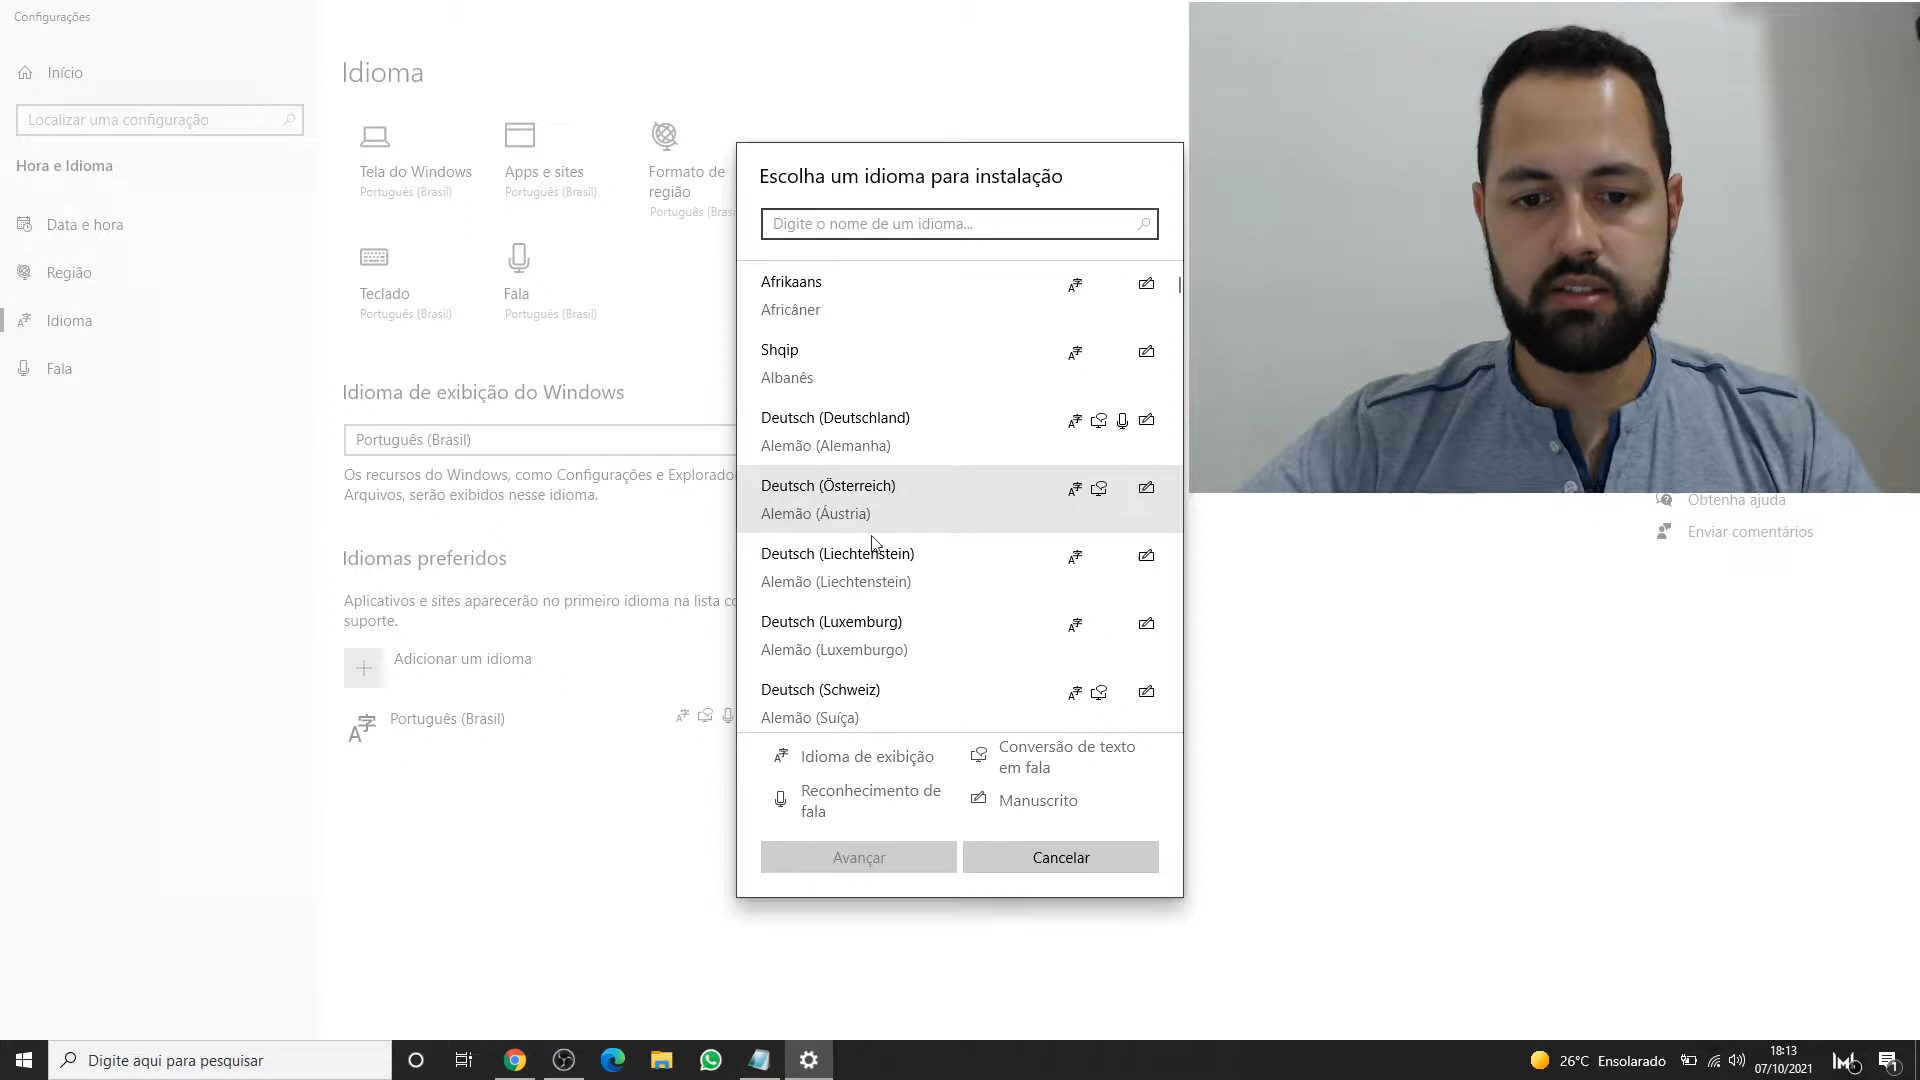 Configurações
Início
Localizar uma configuração
Hora e Idioma
Data e hora
Região
Idioma
Fala
Idioma
Tela do Windows
Português (Brasil)
Apps e sites
Português (Brasil)
Formato de
região
Português (Bras
Teclado
Português (Brasil)
Fala
Português (Brasil)
Idioma de exibição do Windows
Português (Brasil)
Os recursos do Windows, como Configurações e Explorado
Arquivos, serão exibidos nesse idioma.
Idiomas preferidos
Aplicativos e sites aparecerão no primeiro idioma na lista co
suporte.
Adicionar um idioma
Português (Brasil)
Escolha um idioma para instalação
Digite o nome de um idioma...
Afrikaans
Africâner
Shqip
Albanês
Deutsch (Deutschland)
Alemão (Alemanha)
Deutsch (Österreich)
Alemão (Áustria)
Deutsch (Liechtenstein)
Alemão (Liechtenstein)
Deutsch (Luxemburg)
Alemão (Luxemburgo)
Deutsch (Schweiz)
Alemão (Suíça)
Idioma de exibição
Conversão de texto
em fala
Reconhecimento de
fala
Manuscrito
Avançar
Cancelar
Obtenha ajuda
Enviar comentários
Digite aqui para pesquisar
26°C Ensolarado
18:13
07/10/2021
1